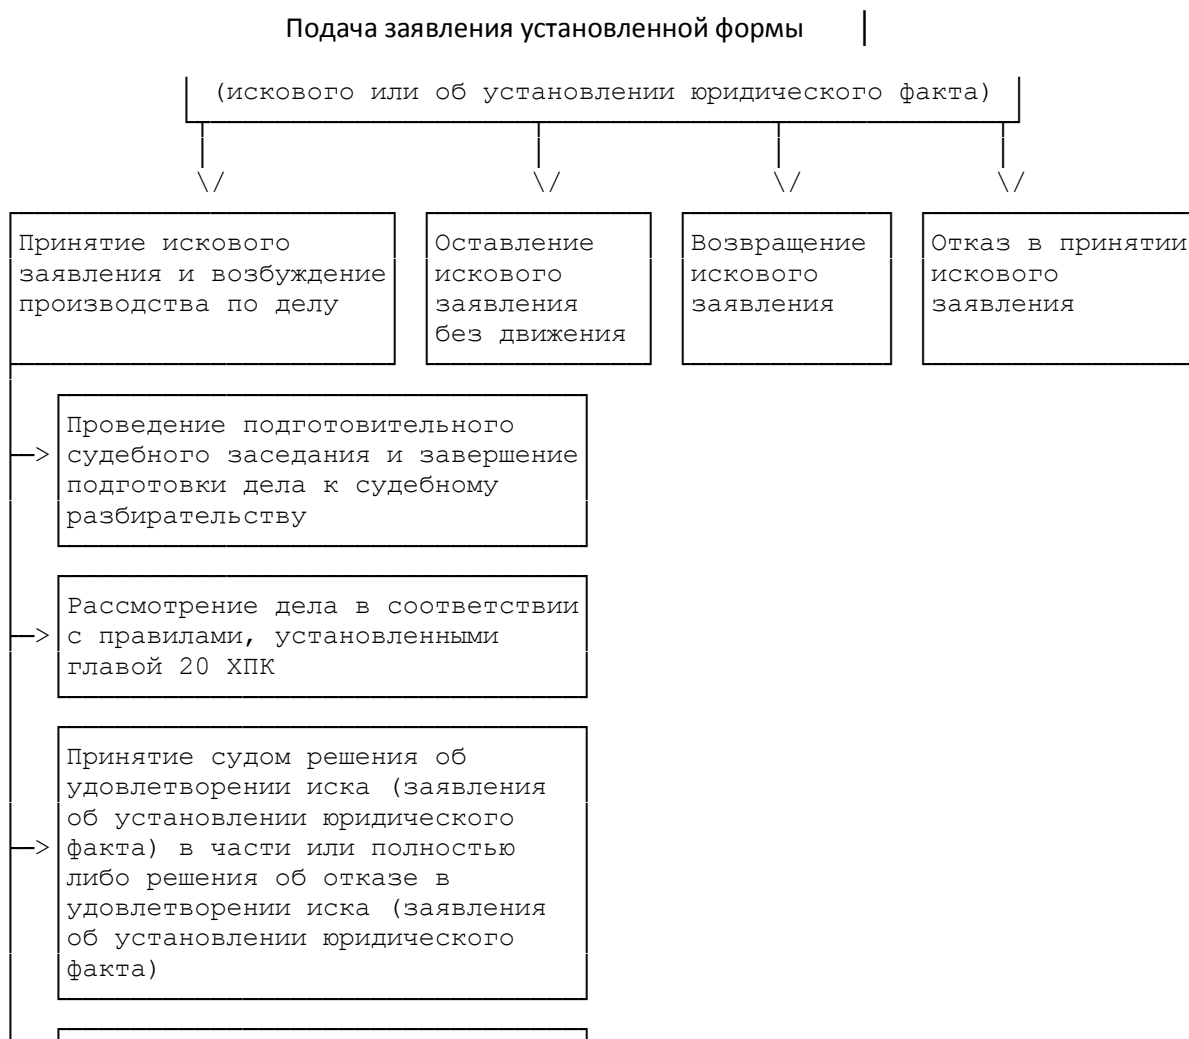 Подача заявления установленной формы
(искового или об установлении юридического факта)
Принятие искового
заявления и возбуждение
производства по делу
Оставление
искового
заявления
без движения
Возвращение
искового
заявления
Отказ в принятии
искового
заявления
Проведение подготовительного
судебного заседания и завершение
подготовки дела к судебному
разбирательству
Рассмотрение дела в соответствии
с правилами, установленными
главой 20 ХПК
Принятие судом решения об
удовлетворении иска (заявления
об установлении юридического
факта) в части или полностью
либо решения об отказе в
удовлетворении иска (заявления
об установлении юридического
факта)